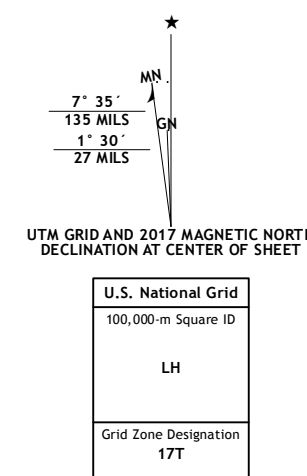 ★
MN
GN
7° 35´
135 MILS
1° 30´
27 MILS
UTM GRID AND 2017 MAGNETIC NORTH
DECLINATION AT CENTER OF SHEET
U.S. National Grid
100,000-m Square ID
LH
Grid Zone Designation
17T